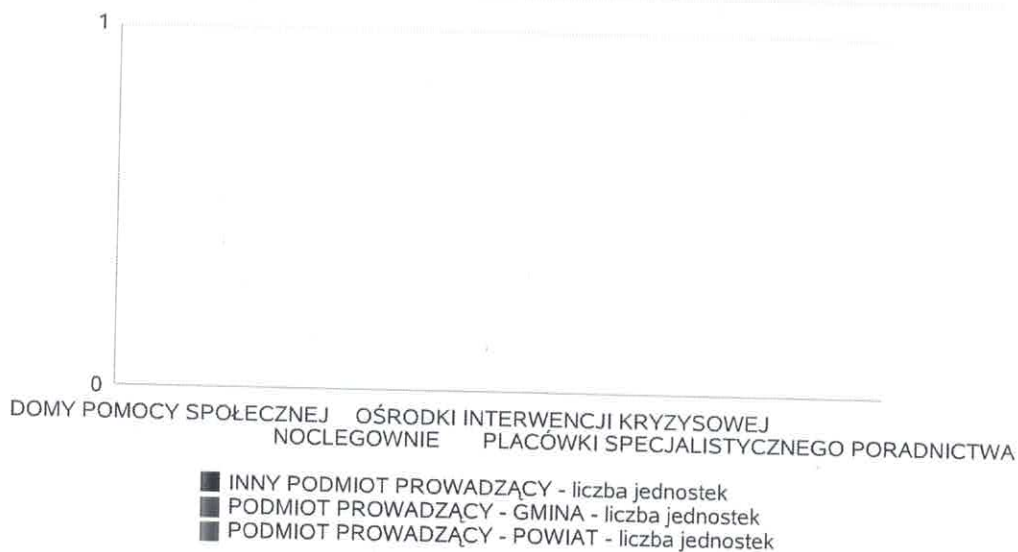 1
0
DOMY POMOCY SPOŁECZNEJ OŚRODKI INTERWENCJI KRYZYSOWEJ
NOCLEGOWNIE PLACÓWKI SPECJALISTYCZNEGO PORADNICTWA
INNY PODMIOT PROWADZĄCY - liczba jednostek
PODMIOT PROWADZĄCY - GMINA - liczba jednostek
PODMIOT PROWADZĄCY - POWIAT - liczba jednostek